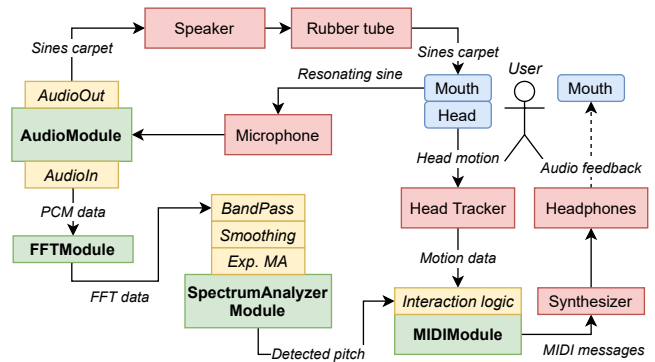 Speaker
Rubber tube
Sines carpet
Sines carpet
Resonating sine
User
AudioOut
Mouth
Mouth
Head
AudioModule
Microphone
Head motion
Audio feedback
AudioIn
PCM data
BandPass
Head Tracker
Headphones
Smoothing
FFTModule
Exp. MA
Motion data
FFT data
SpectrumAnalyzer
Module
Interaction logic
Synthesizer
MIDIModule
Detected pitch
MIDI messages